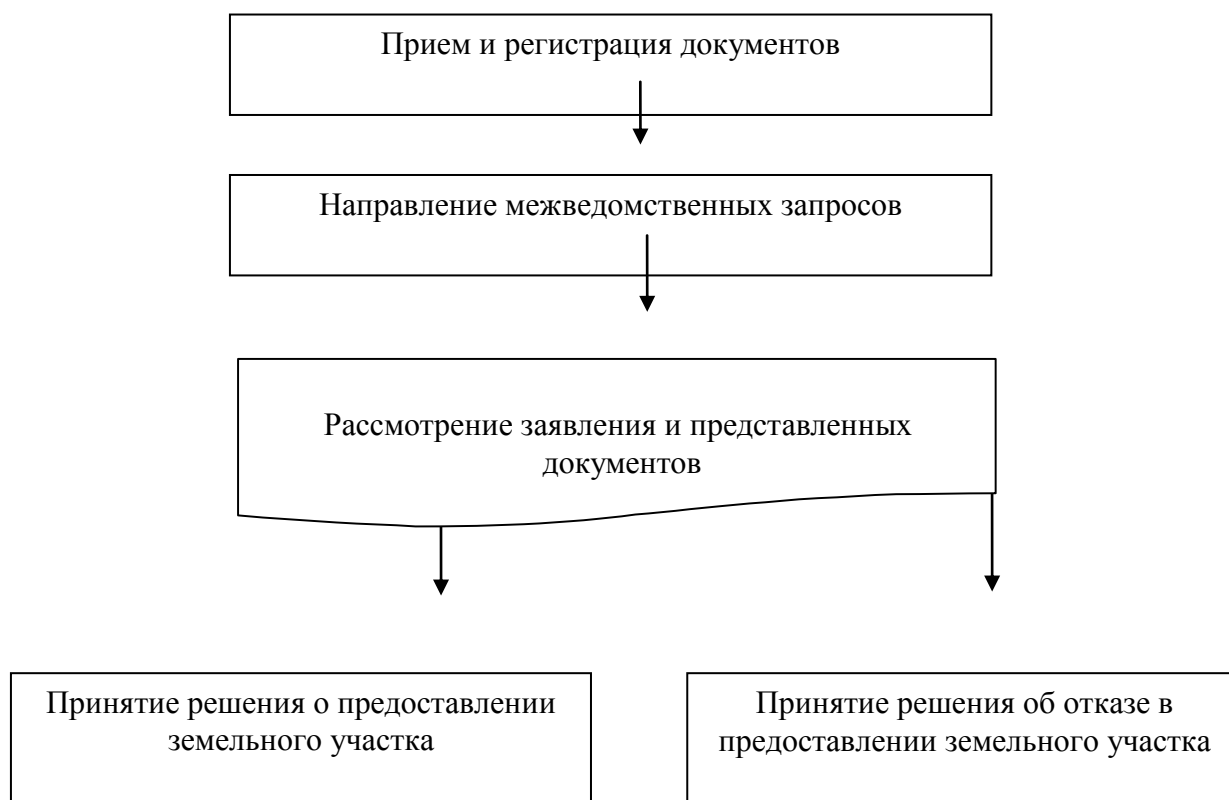 Прием и регистрация документов
Направление межведомственных запросов
Рассмотрение заявления и представленных
документов
Принятие решения о предоставлении
земельного участка
Принятие решения об отказе в
предоставлении земельного участка